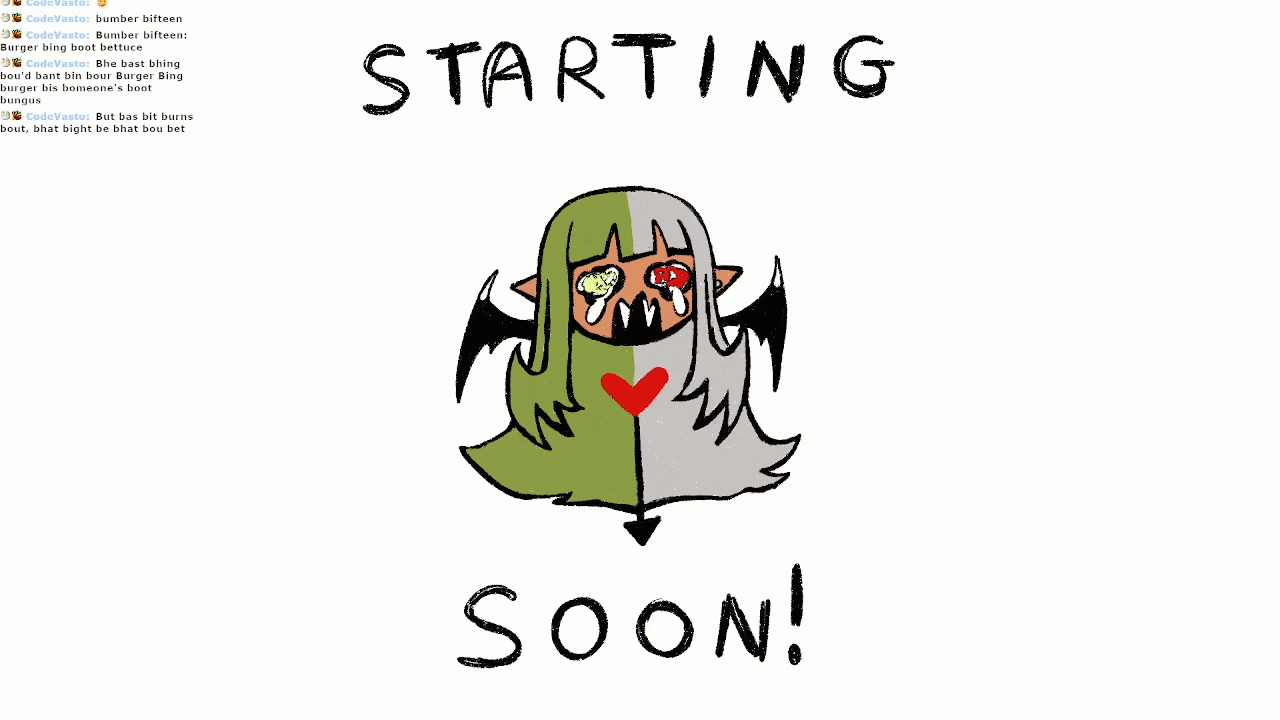 CodeVasto:
CodeVasto: bumber bifteen
CodeVasto: Bumber bifteen:
Burger bing boot bettuce
CodeVasto: Bhe bast bhing
bou'd bant bin bour Burger Bing
burger bis bomeone's boot
bungus
CodeVasto: But bas bit burns
bout, bhat bight be bhat bou bet
STARTING
SOON!